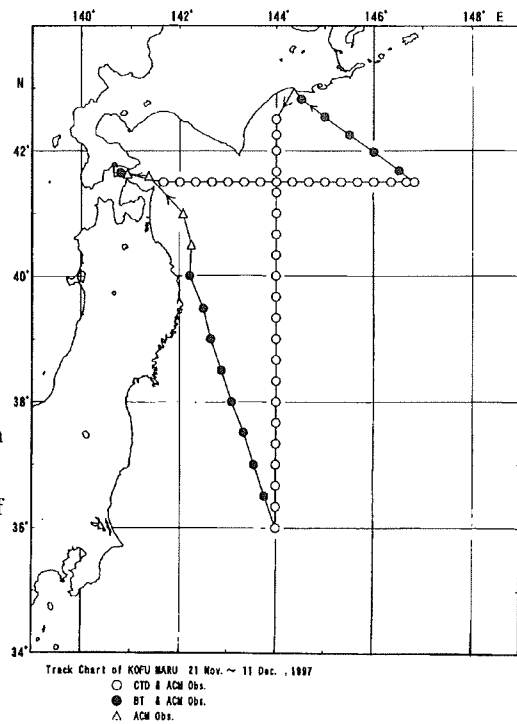 140° 142° 144° 146° 148° E
N
42°
40°
38°
36°
34°
Track Chart of KOFU MARU 21 Nov. ~ 11 Dec. , 1997
○ CTD & ACM Obs.
● BT & ACM Obs.
△ ACM Obs.